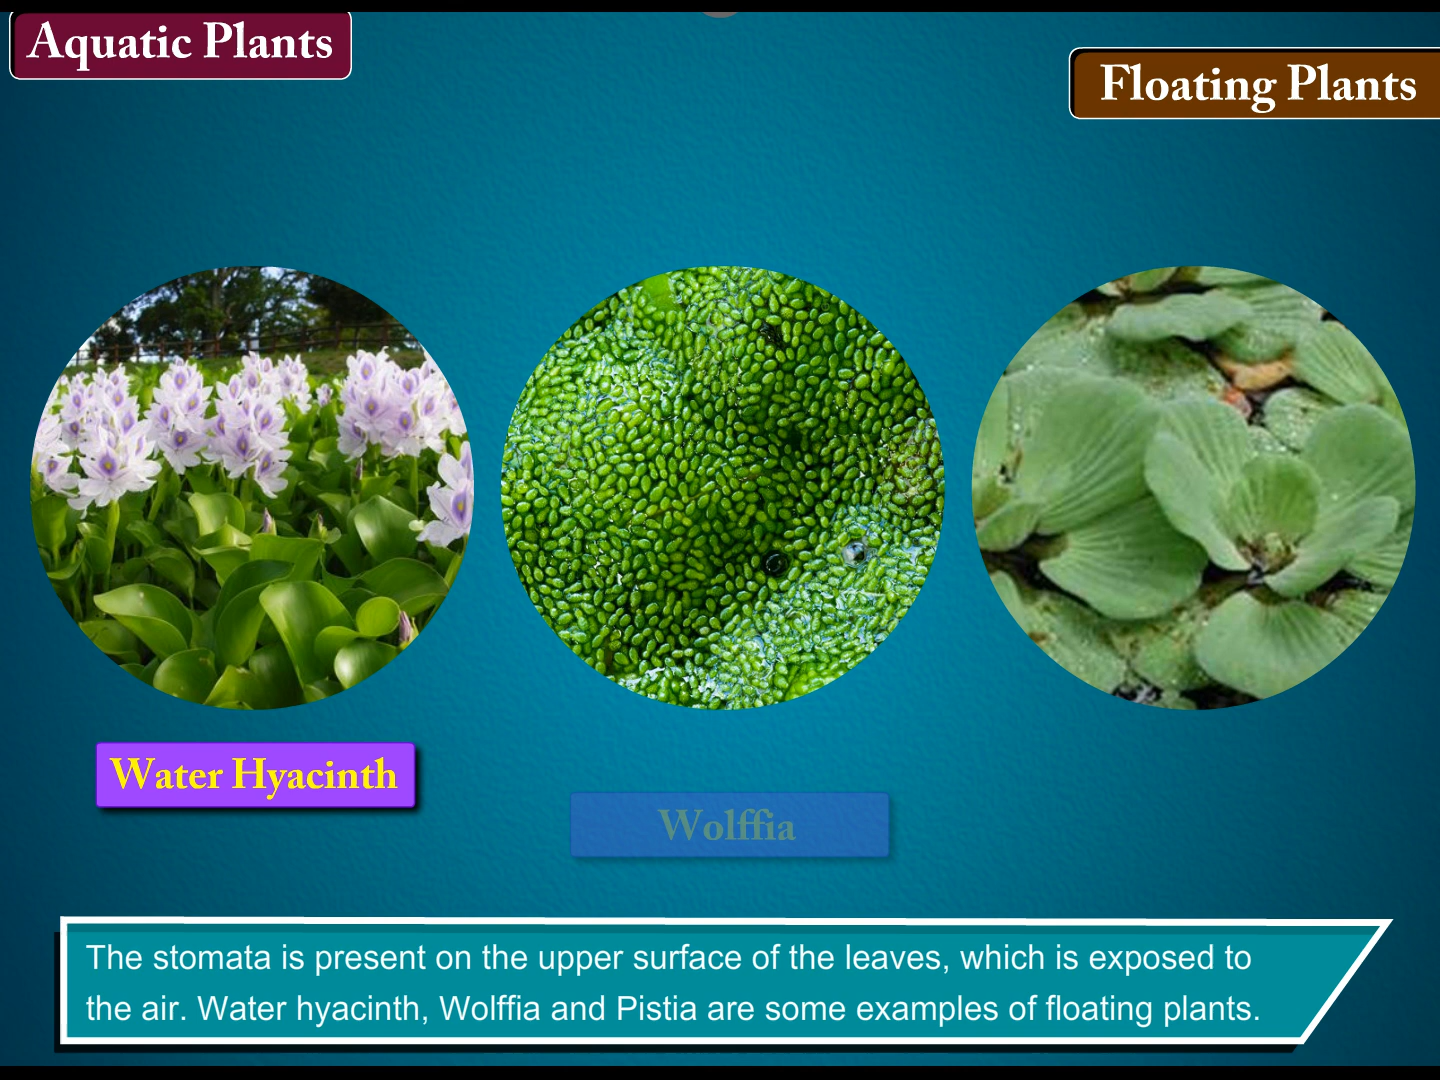 Aquatic Plants
Floating Plants
Water Hyacinth
Wolffia
The stomata is present on the upper surface of the leaves, which is exposed to
the air. Water hyacinth, Wolffia and Pistia are some examples of floating plants.